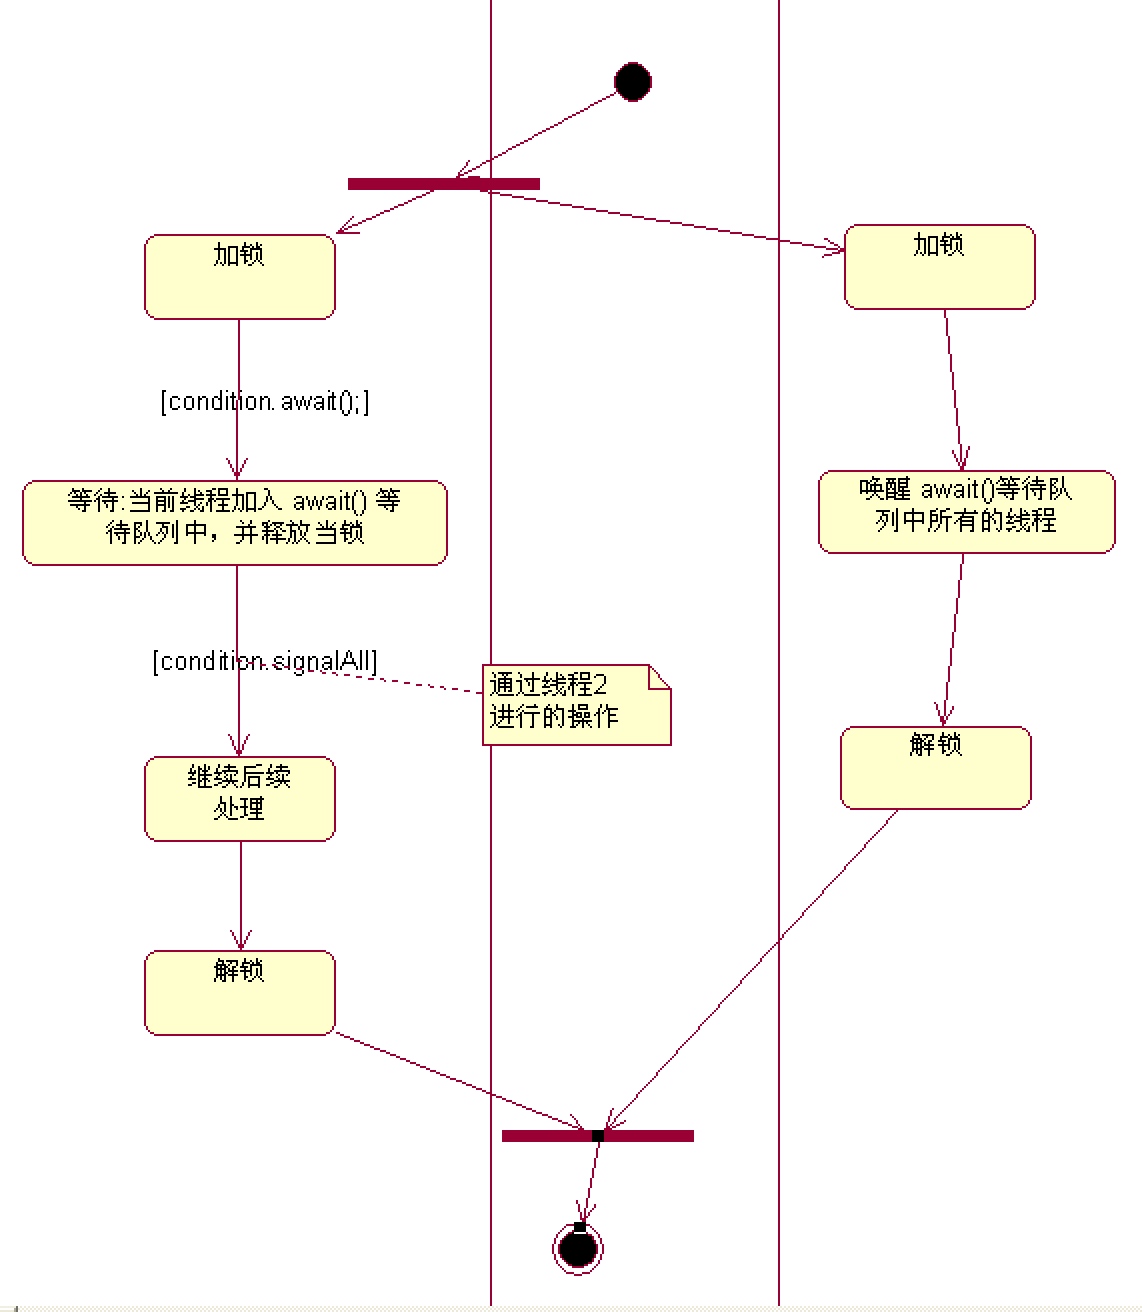 加锁
加锁
[condition.await();]
等待:当前线程加入 await() 等
待队列中，并释放当锁
唤醒 await()等待队
列中所有的线程
[condition.signalAll]
通过线程2
进行的操作
解锁
继续后续
处理
解锁